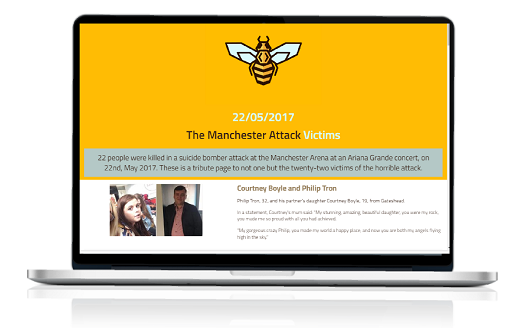 22/05/2017
The Manchester Attack Victims
22 people were killed in a suicide bomber attack at the Manchester Arena at an Ariana Grande concert, on
22nd, May 2017. These is a tribute page to not one but the twenty-two victims of the horrible attack.
Courtney Boyle and Philip Tron
Philip Tron, 32, and his partner's daughter Courtney Boyle, 19, from Gateshead
In a statement, Courtney's mum said: "My stunning, amazing, beautiful daughter, you were my rock,
you made me so proud with all you had achieved.
"My gorgeous crazy Philip, you made my world a happy place, and now you are both my angels flying
high in the sky."